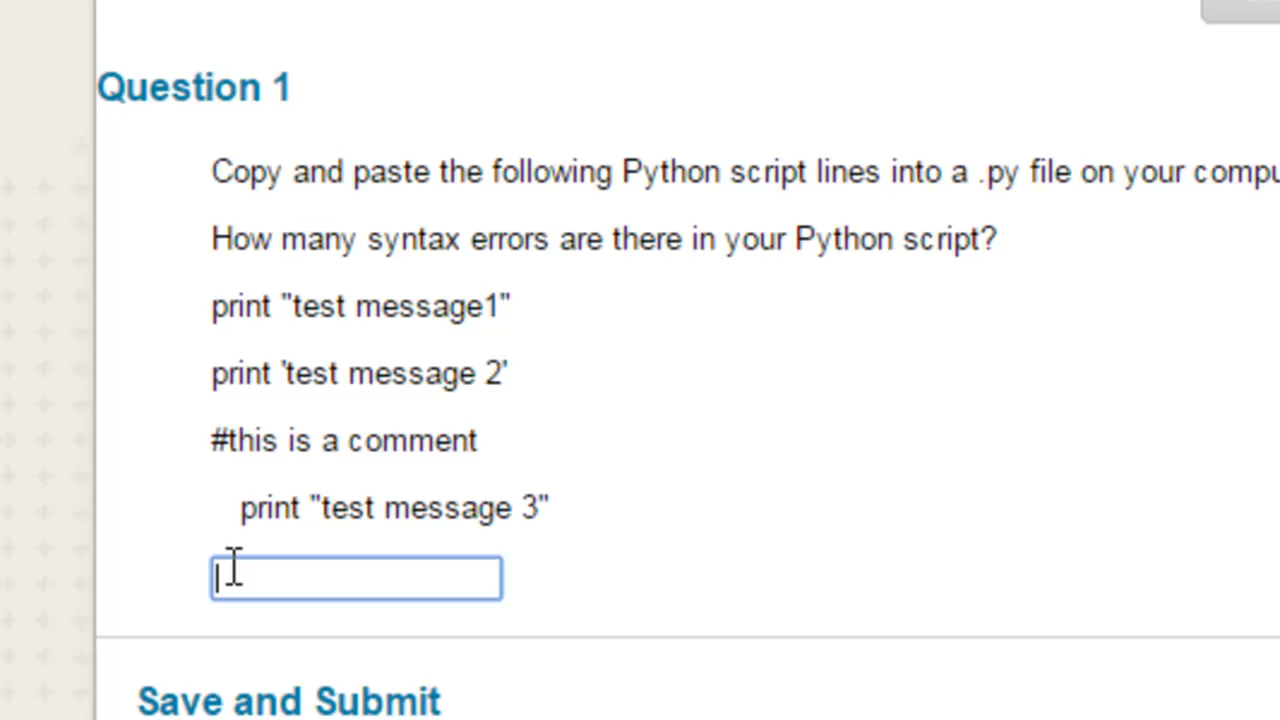 Question 1
Copy and paste the following Python script lines into a .py file on your compu
How many syntax errors are there in your Python script?
print "test message1"
print 'test message 2'
#this is a comment
print "test message 3"
Save and Submit